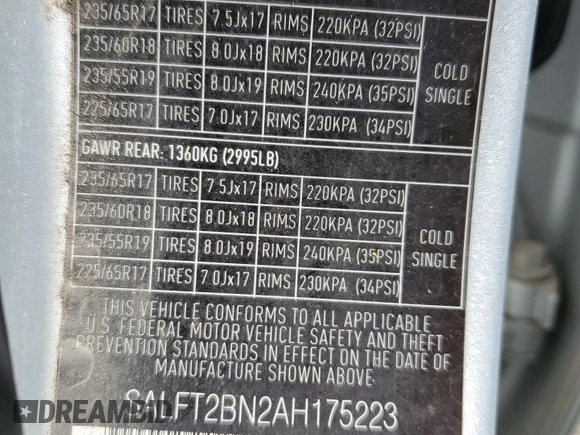 235/65R17 TIRES 7.5Jx17 RIMS 220KPA (32PSI)
235/60R18 TIRES 8.0Jx18 RIMS 220KPA (32PSI) COLD
235/55R19 TIRES 8.0Jx19 RIMS 240KPA (35PSI) SINGLE
225/65R17 TIRES 7.0Jx17 RIMS 230KPA (34PSI)
GAWR REAR: 1360KG (2995LB)
235/65R17 TIRES 7.5Jx17 RIMS 220KPA (32PSI)
235/60R18 TIRES 8.0Jx18 RIMS 220KPA (32PSI) COLD
235/55R19 TIRES 8.0Jx19 RIMS 240KPA (35PSI) SINGLE
225/65R17 TIRES 7.0Jx17 RIMS 230KPA (34PSI)
THIS VEHICLE CONFORMS TO ALL APPLICABLE
U.S. FEDERAL MOTOR VEHICLE SAFETY AND THEFT
PREVENTION STANDARDS IN EFFECT ON THE DATE OF
MANUFACTURE SHOWN ABOVE.
SALFT2BN2AH175223
DBIDHUB